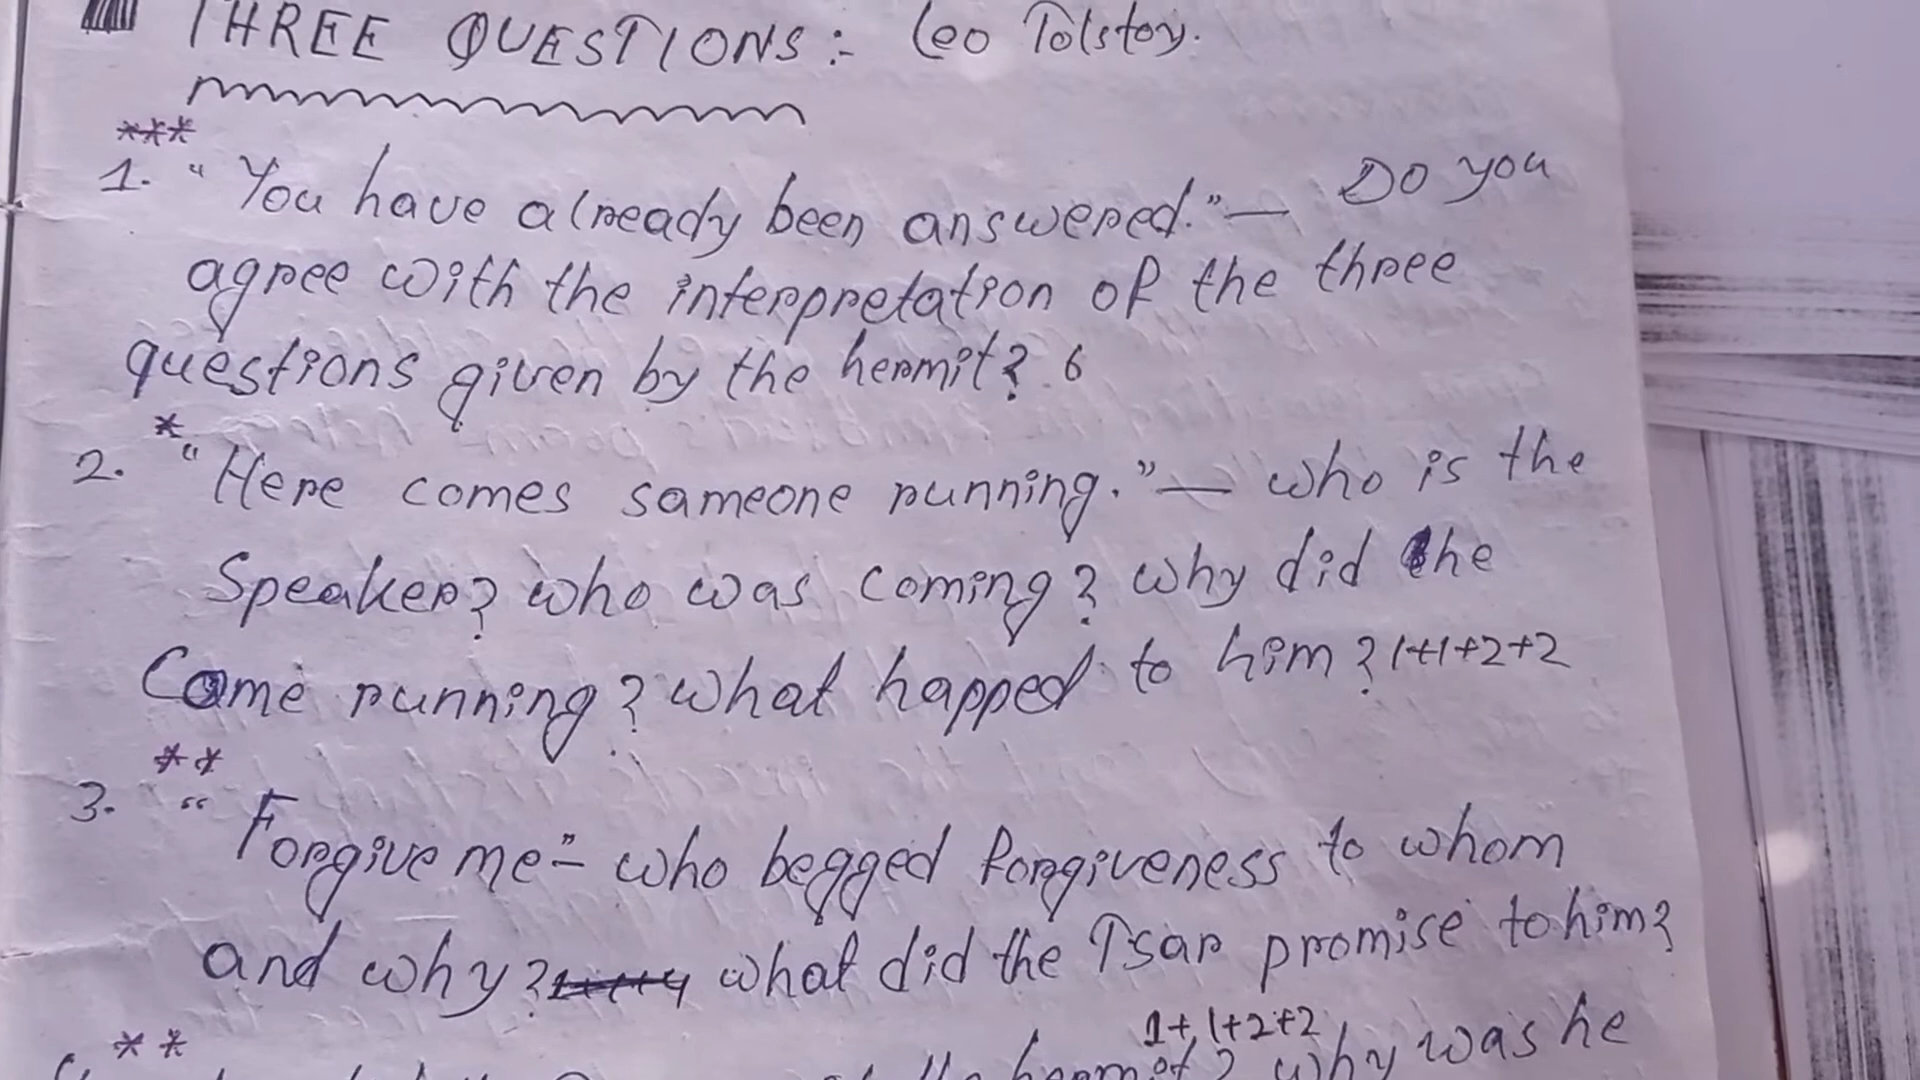 THREE QUESTIONS:- Leo Tolstoy.
***
1. "You have already been answered."— Do you
agree with the interpretation of the three
questions given by the hermit? 6
*
2. "Here comes sameone running."— who is the
Speaker? who was coming? why did he
Come running? what happed to him? 1+1+2+2
**
3. "Forgive me"- who begged forgiveness to whom
and why? what did the Tsar promise to him?
1+1+2+2
**
the hermit? why was he